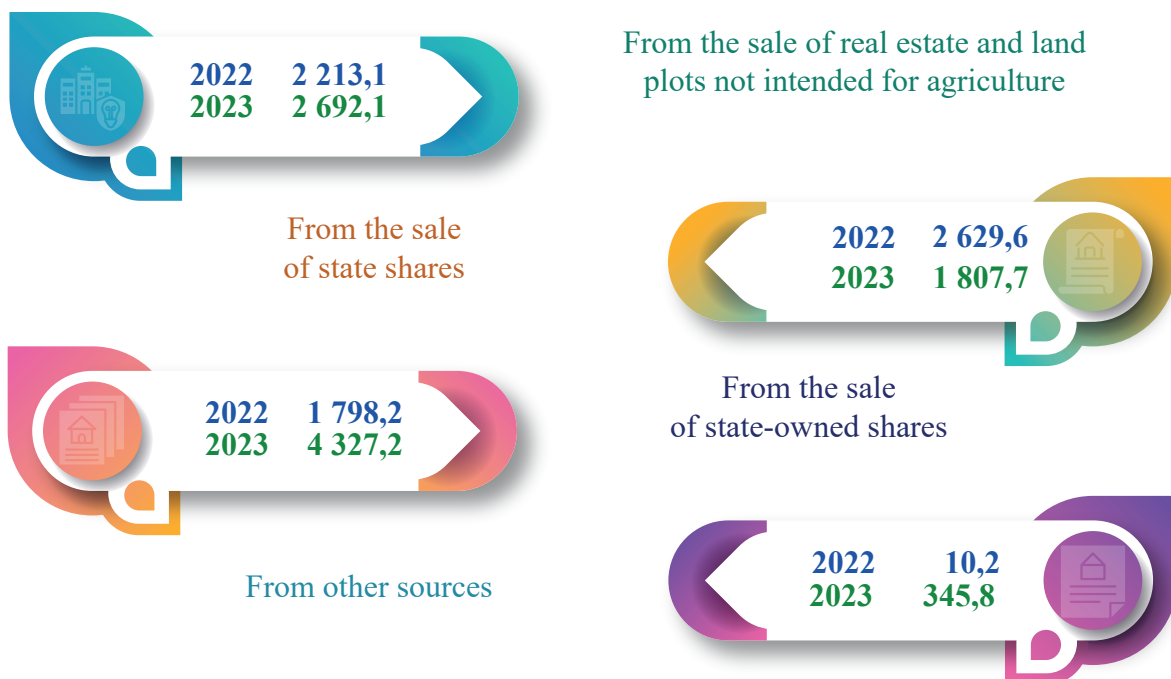 2022 2 213,1
2023 2 692,1
From the sale of real estate and land
plots not intended for agriculture
From the sale
of state shares
2022 2 629,6
2023 1 807,7
2022 1 798,2
2023 4 327,2
From the sale
of state-owned shares
From other sources
2022 10,2
2023 345,8